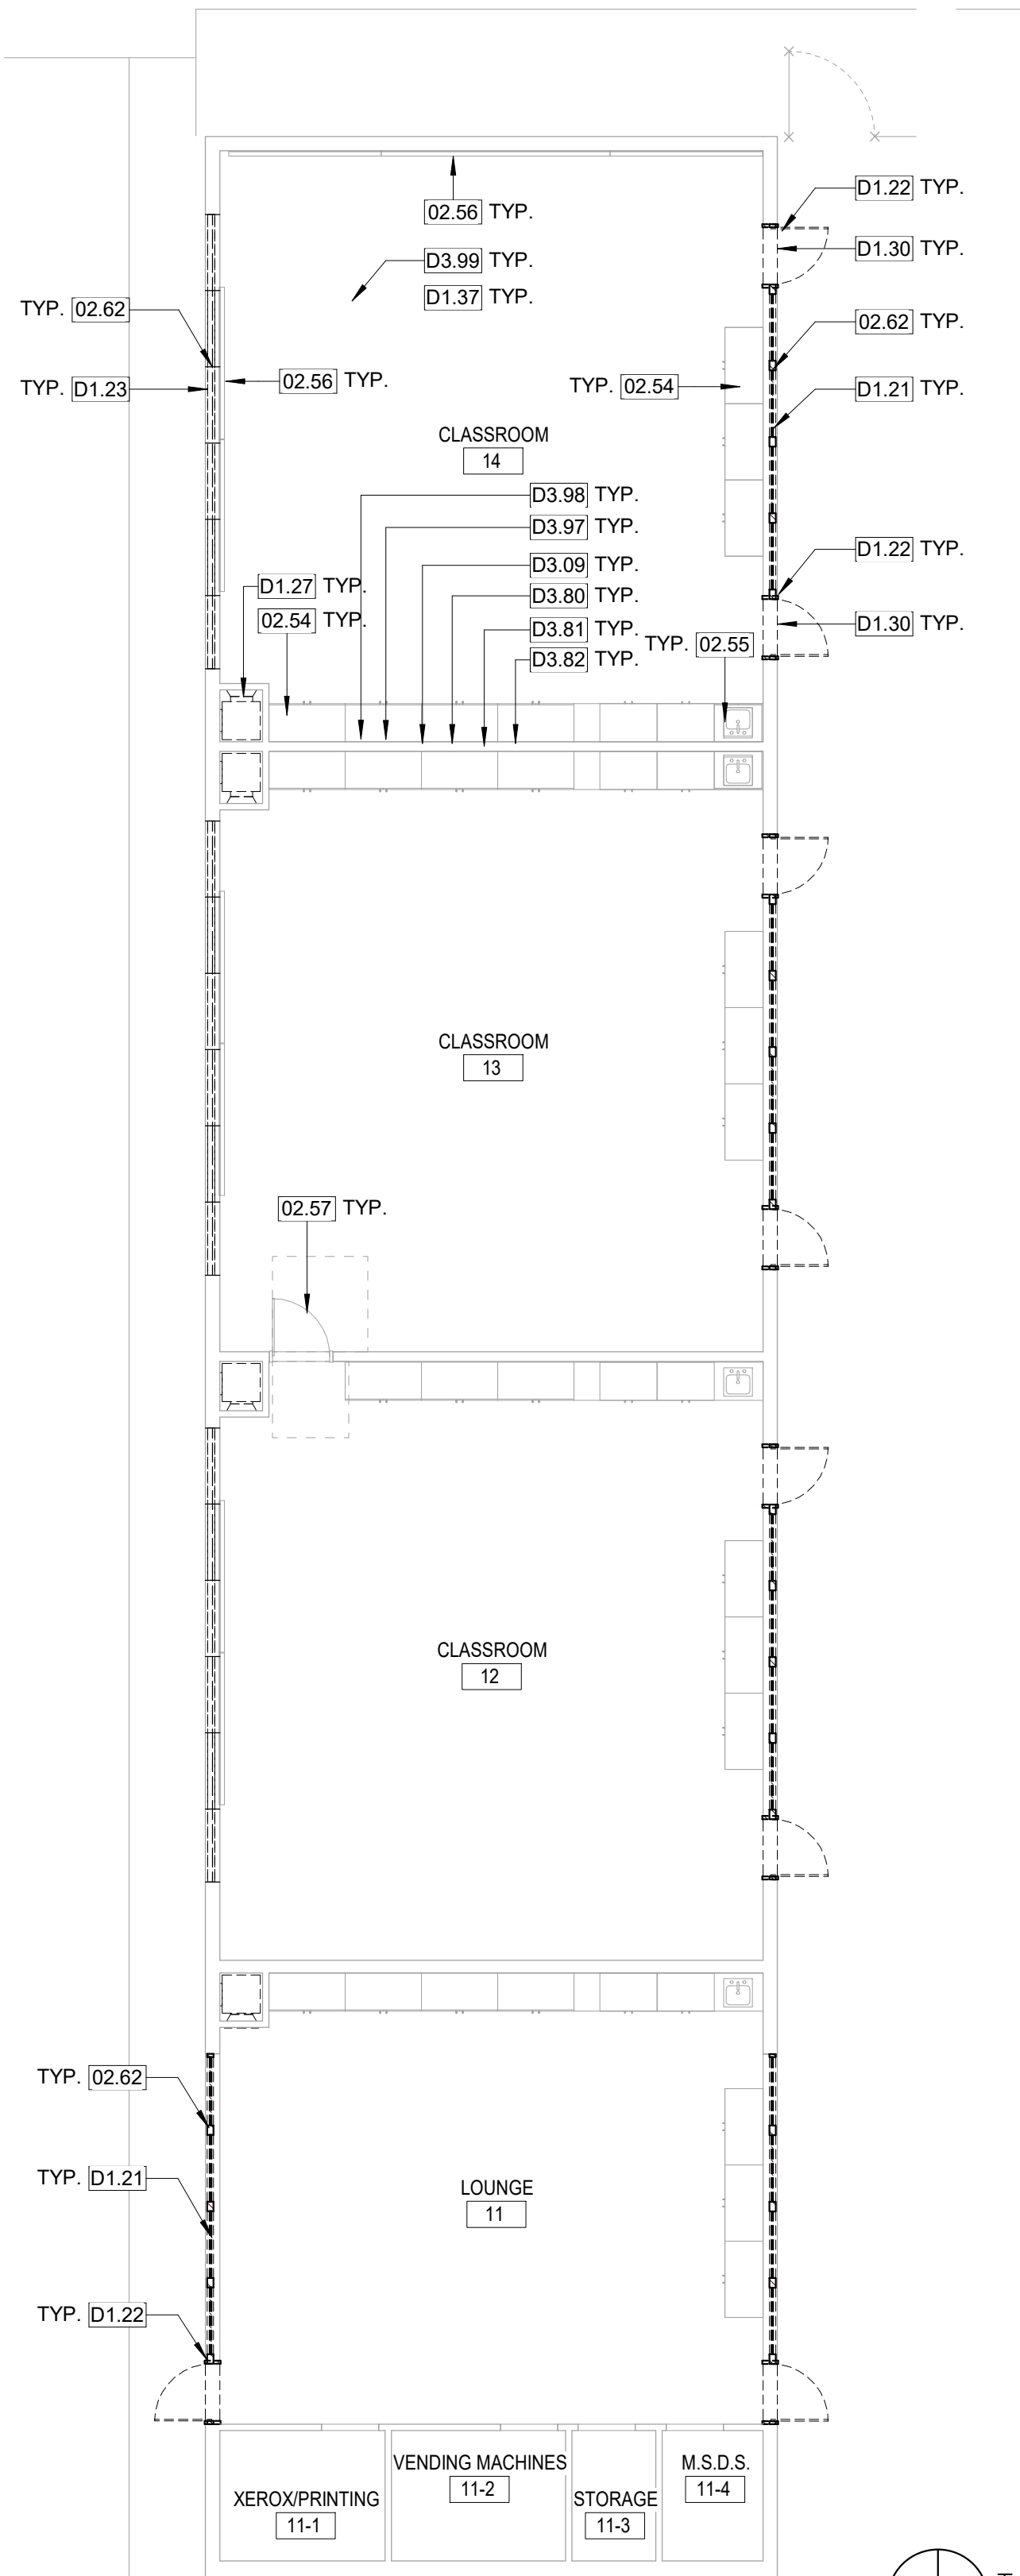 D1.22 TYP.
02.56 TYP.
D1.30 TYP.
D3.99 TYP.
D1.37 TYP.
TYP. 02.62
02.62 TYP.
02.56 TYP.
TYP. 02.54
TYP. D1.23
D1.21 TYP.
CLASSROOM
14
D3.98 TYP.
D3.97 TYP.
D1.22 TYP.
D3.09 TYP.
D1.27 TYP.
D3.80 TYP.
02.54 TYP.
D1.30 TYP.
D3.81 TYP.
TYP. 02.55
D3.82 TYP.
CLASSROOM
13
02.57 TYP.
CLASSROOM
12
TYP. 02.62
TYP. D1.21
LOUNGE
11
TYP. D1.22
VENDING MACHINES
11-2
M.S.D.S.
11-4
XEROX/PRINTING
11-1
STORAGE
11-3